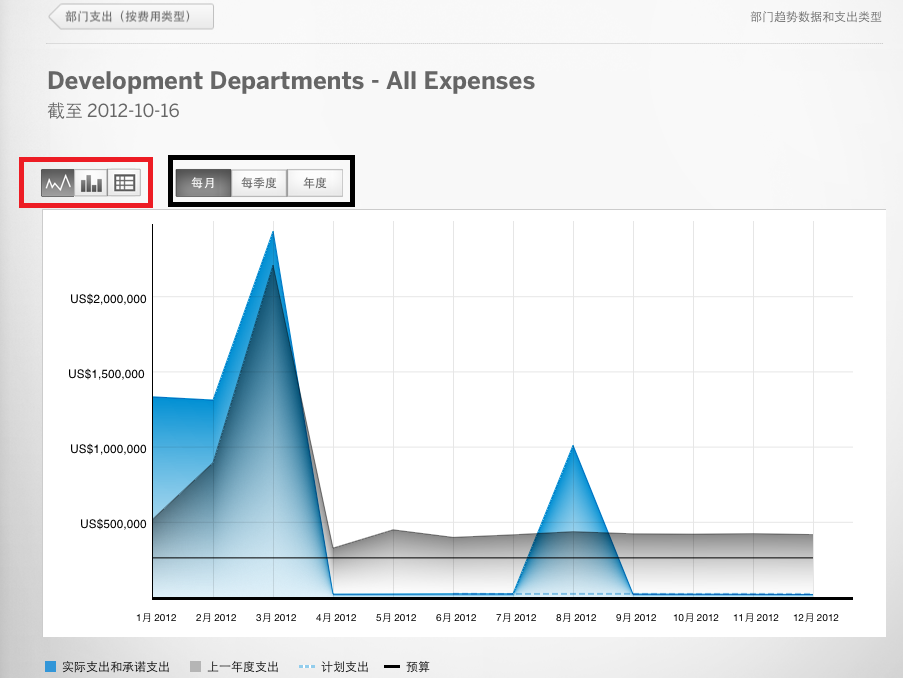 部门支出（按费用类型）
部门趋势数据和支出类型
Development Departments - All Expenses
截至 2012-10-16
每月 每季度 年度
US$2,000,000
US$1,500,000
US$1,000,000
US$500,000
1月 2012 2月 2012 3月 2012 4月 2012 5月 2012 6月 2012 7月 2012 8月 2012 9月 2012 10月 2012 11月 2012 12月 2012
实际支出和承诺支出 上一年度支出 计划支出 预算